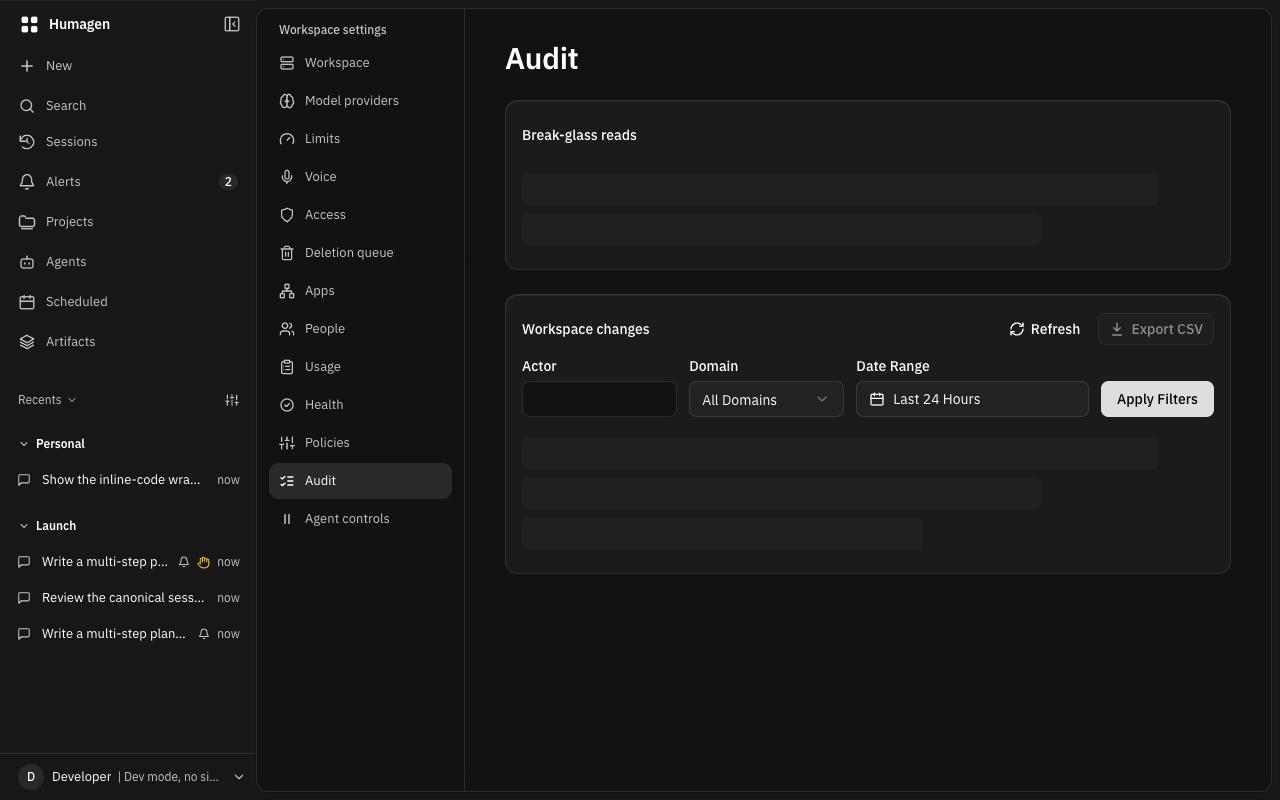 Humagen
New
Search
Sessions
Alerts 2
Projects
Agents
Scheduled
Artifacts
Recents
Personal
Show the inline-code wra... now
Launch
Write a multi-step p... now
Review the canonical sess... now
Write a multi-step plan... now
D Developer | Dev mode, no si...
Workspace settings
Workspace
Model providers
Limits
Voice
Access
Deletion queue
Apps
People
Usage
Health
Policies
Audit
Agent controls
Audit
Break-glass reads
Workspace changes Refresh Export CSV
Actor Domain Date Range
All Domains Last 24 Hours Apply Filters